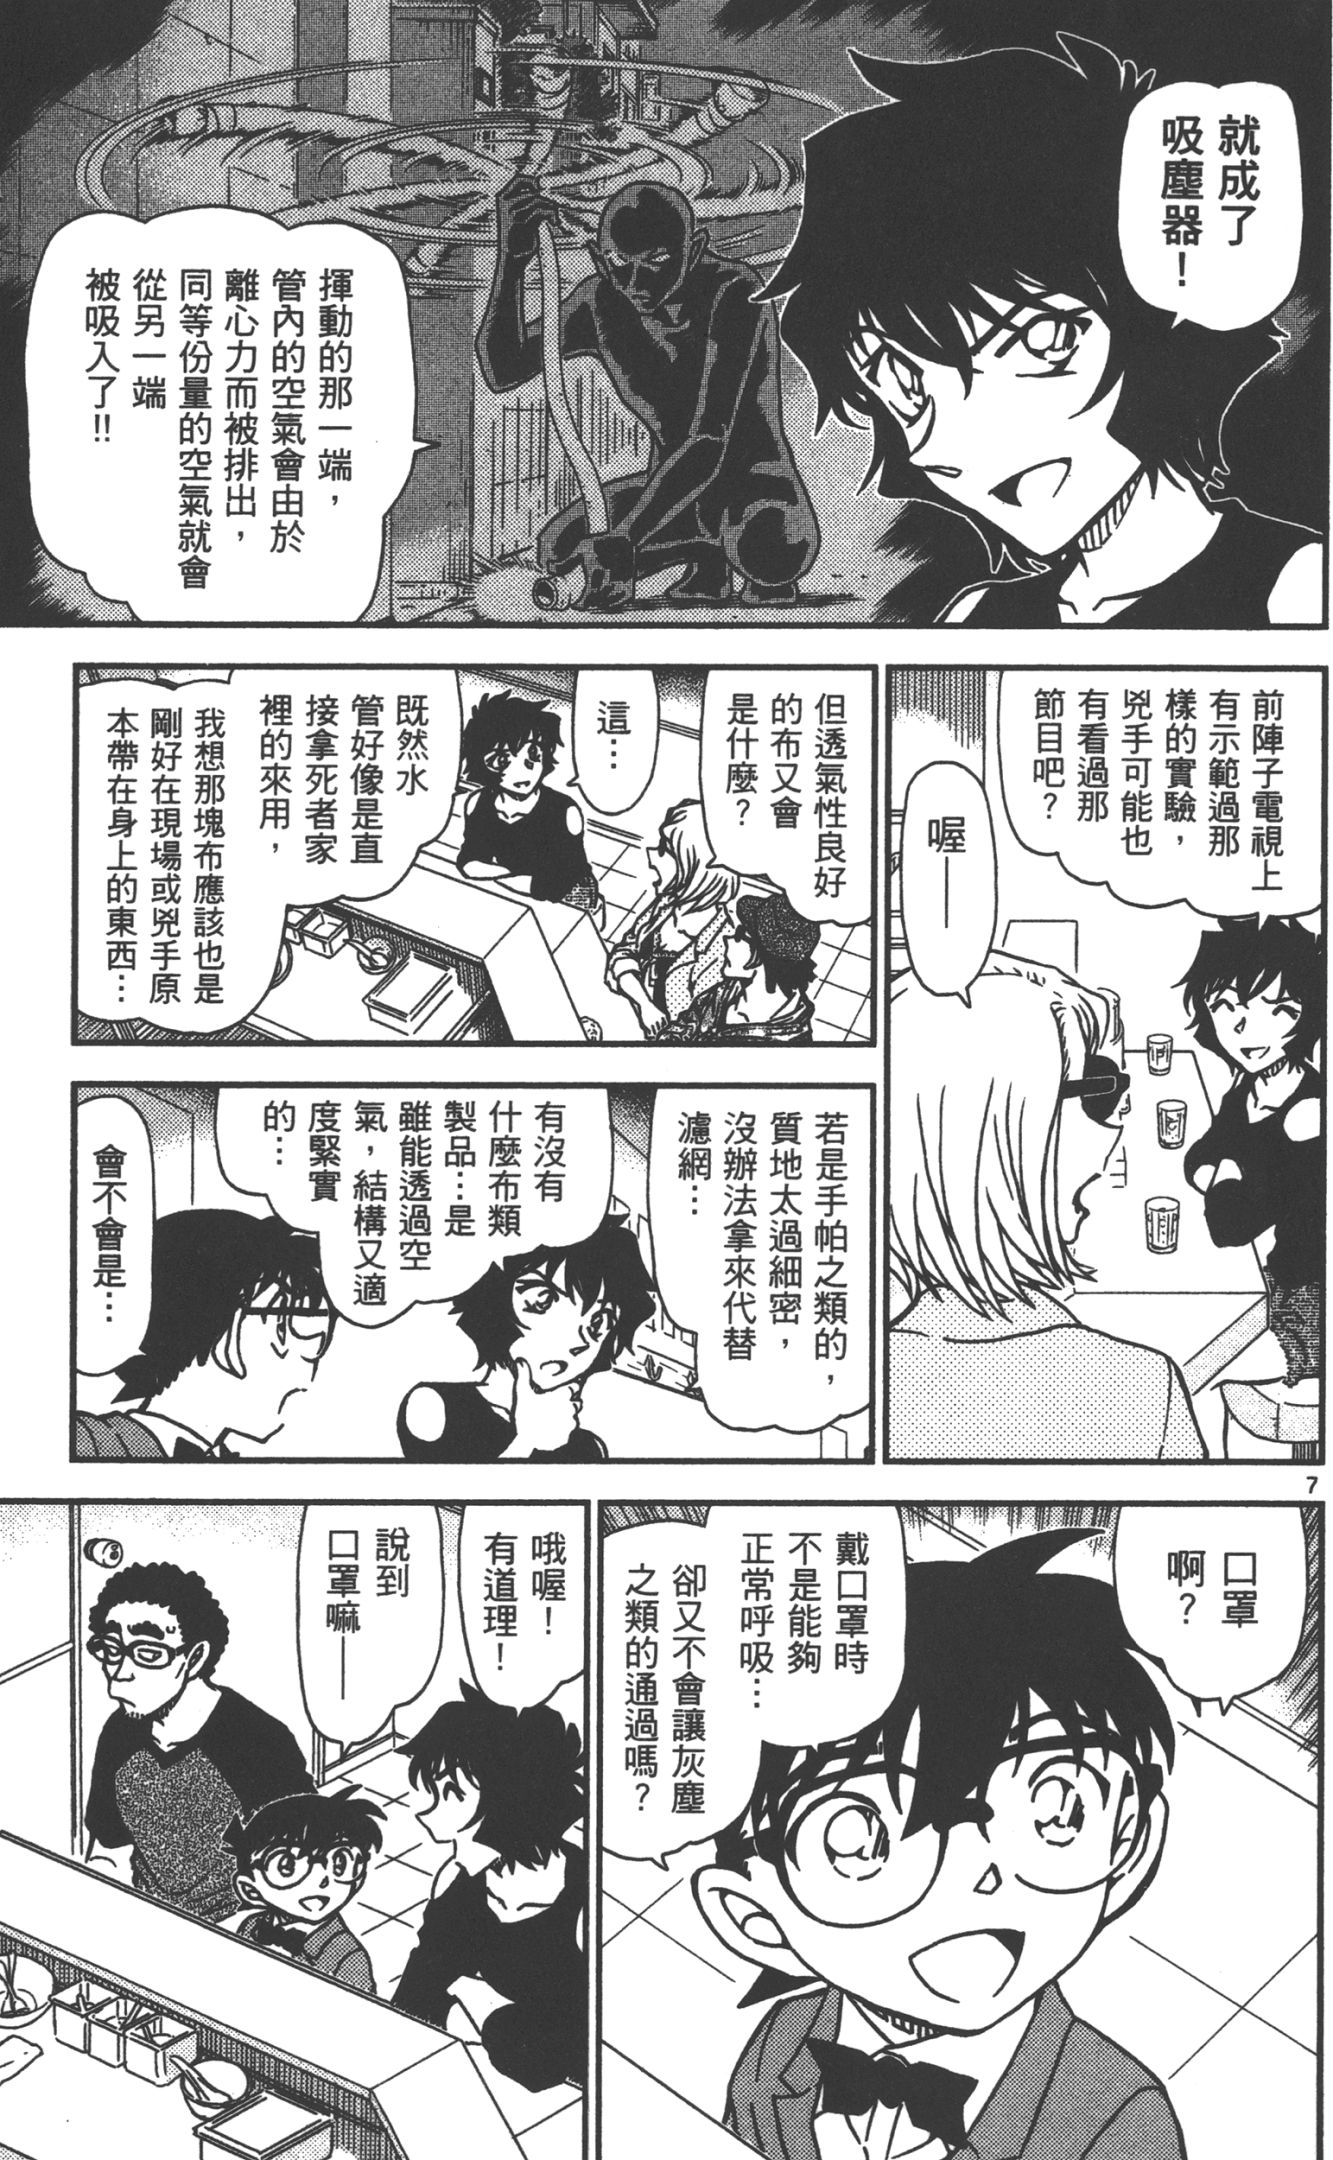 就成了
吸塵器！
揮動的那一端，
管內的空氣會由於
離心力而被排出，
同等份量的空氣就會
從另一端
被吸入了!!
前陣子電視上
有示範過那
樣的實驗，
兇手可能也
有看過那
節目吧？
喔—
但透氣性良好
的布又會
是什麼？
這…
既然水
管好像是直
接拿死者家
裡的來用，
我想那塊布應該也是
剛好在現場或兇手原
本帶在身上的東西…
若是手帕之類的，
質地太過細密，
沒辦法拿來代替
濾網…
有沒有
什麼布類
製品…是
雖能透過空
氣，結構又適
度緊實
的…
會不會是…
7
口罩
啊？
戴口罩時
不是能夠
正常呼吸…
卻又不會讓灰塵
之類的通過嗎？
哦喔！
有道理！
說到
口罩嘛—